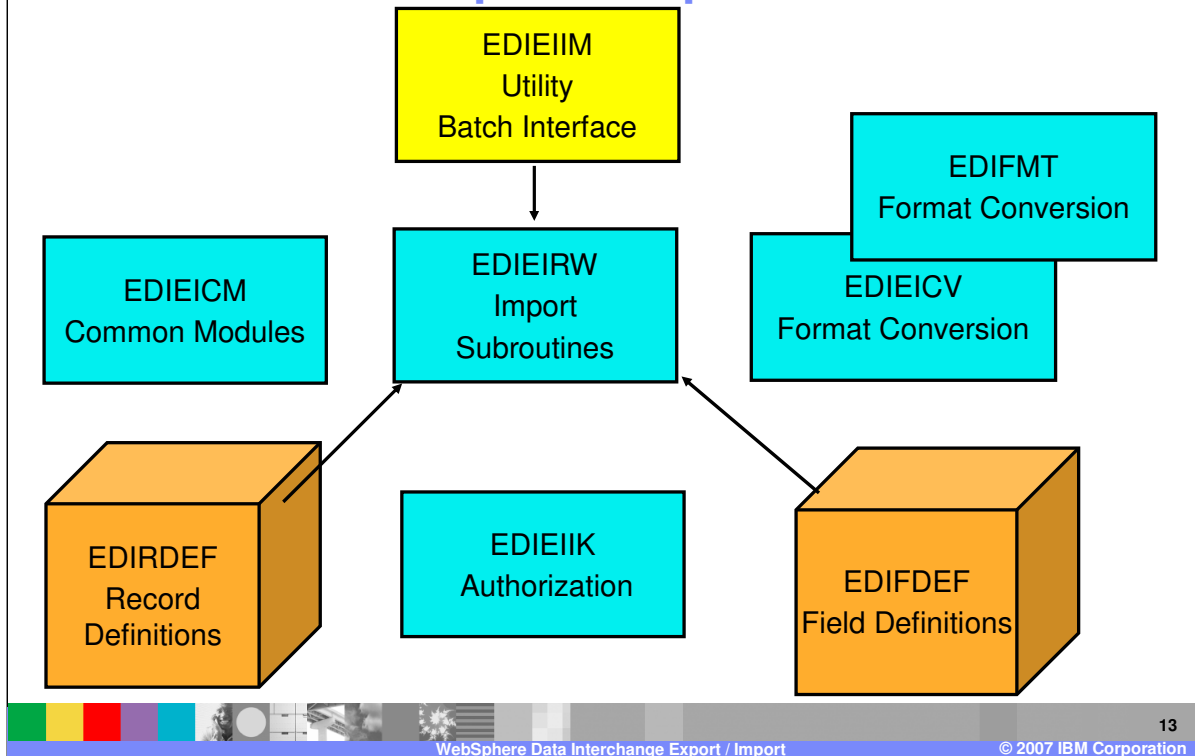 EDIEIIM
Utility
Batch Interface
EDIFMT
Format Conversion
EDIEICM
Common Modules
EDIEIRW
Import
Subroutines
EDIEICV
Format Conversion
EDIRDEF
Record
Definitions
EDIEIIK
Authorization
EDIFDEF
Field Definitions
13
WebSphere Data Interchange Export / Import
© 2007 IBM Corporation